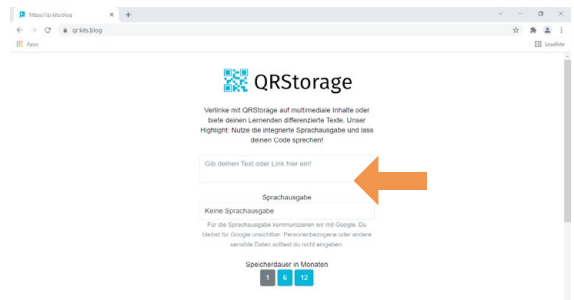 https://qr.kits.blog
qr.kits.blog
Apps
Leseliste
QRStorage
Verlinke mit QRStorage auf multimediale Inhalte oder
biete deinen Lernenden differenzierte Texte. Unser
Highlight: Nutze die integrierte Sprachausgabe und lass
deinen Code sprechen!
Gib deinen Text oder Link hier ein!
Sprachausgabe
Keine Sprachausgabe
Für die Sprachausgabe kommunizieren wir mit Google. Du
bleibst für Google unsichtbar. Personenbezogene oder andere
sensible Daten solltest du nicht eingeben.
Speicherdauer in Monaten
1 6 12